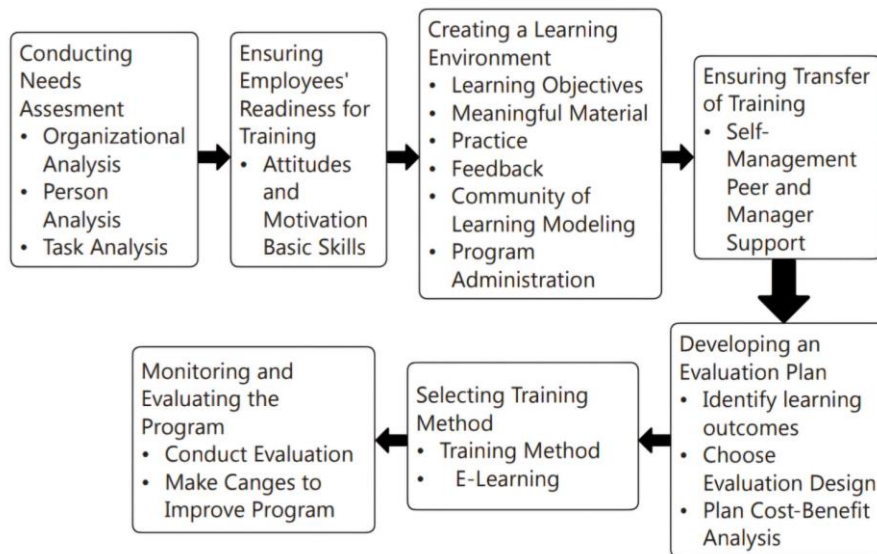 Conducting
Needs
Assesment
• Organizational
Analysis
• Person
Analysis
• Task Analysis
Ensuring
Employees'
Readiness for
Training
• Attitudes
and
Motivation
Basic Skills
Creating a Learning
Environment
• Learning Objectives
• Meaningful Material
• Practice
• Feedback
• Community of
Learning Modeling
• Program
Administration
Ensuring Transfer
of Training
• Self-
Management
Peer and
Manager
Support
Developing an
Evaluation Plan
• Identify learning
outcomes
• Choose
Evaluation Design
• Plan Cost-Benefit
Analysis
Selecting Training
Method
• Training Method
• E-Learning
Monitoring and
Evaluating the
Program
• Conduct Evaluation
• Make Canges to
Improve Program